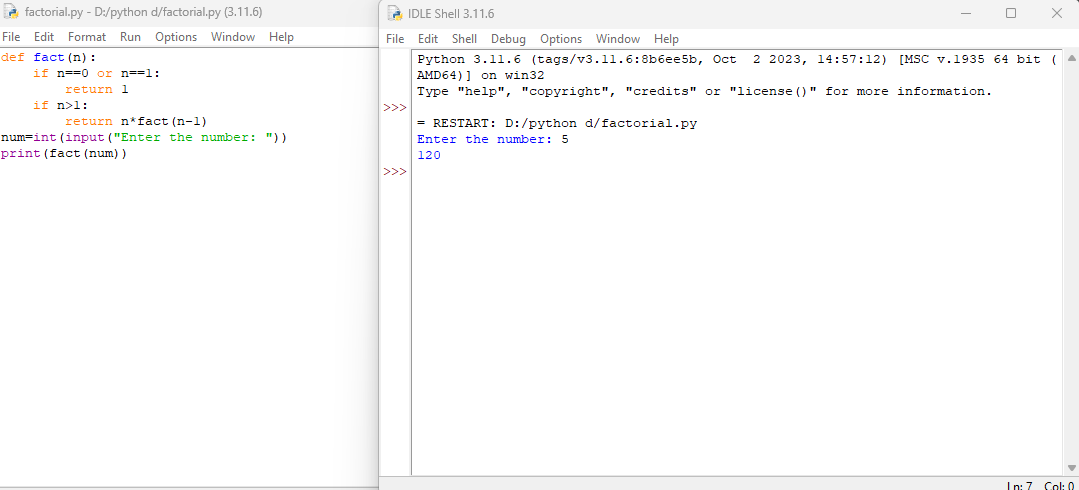 factorial.py - D:/python d/factorial.py (3.11.6)
File Edit Format Run Options Window Help
def fact(n):
    if n==0 or n==1:
        return 1
    if n>1:
        return n*fact(n-1)
num=int(input("Enter the number: "))
print(fact(num))
IDLE Shell 3.11.6
File Edit Shell Debug Options Window Help
Python 3.11.6 (tags/v3.11.6:8b6ee5b, Oct  2 2023, 14:57:12) [MSC v.1935 64 bit (
AMD64)] on win32
Type "help", "copyright", "credits" or "license()" for more information.
>>>
= RESTART: D:/python d/factorial.py
Enter the number: 5
120
>>>
Ln: 7 Col: 0